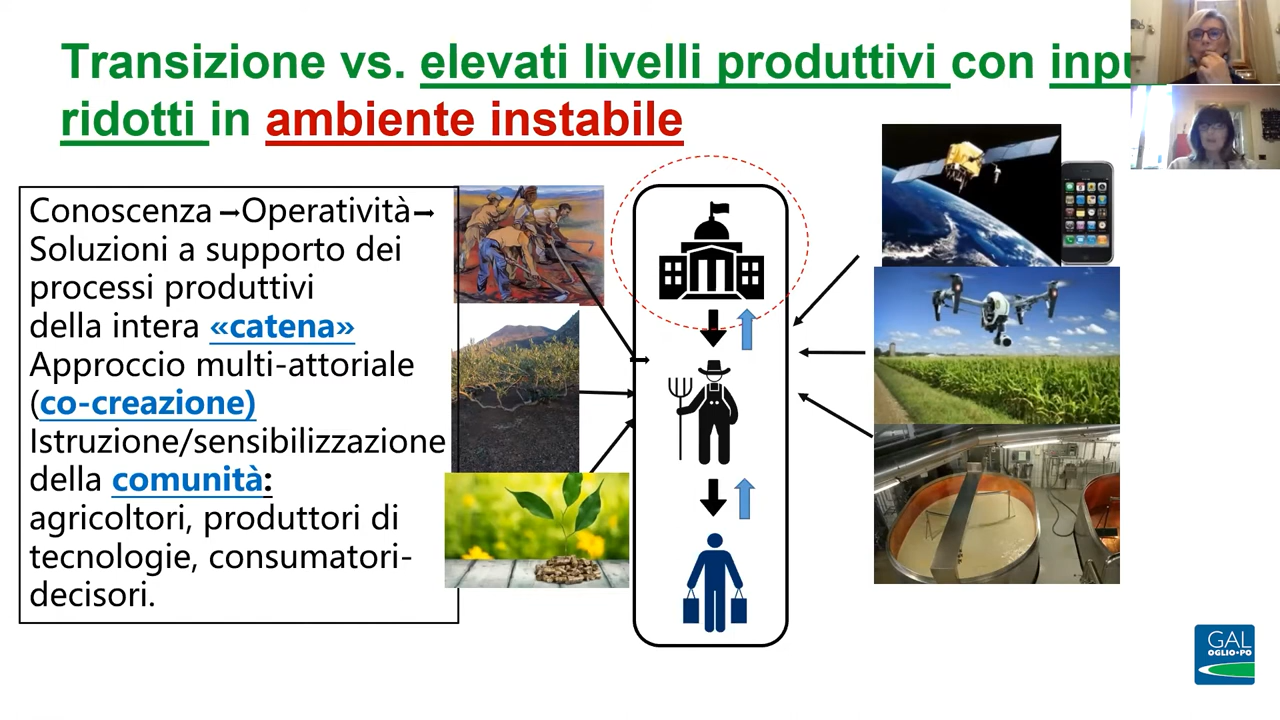 Transizione vs. elevati livelli produttivi con inpu
ridotti in ambiente instabile
Conoscenza →Operatività→
Soluzioni a supporto dei
processi produttivi
della intera «catena»
Approccio multi-attoriale
(co-creazione)
Istruzione/sensibilizzazione
della comunità:
agricoltori, produttori di
tecnologie, consumatori-
decisori.
GAL
OGLIO•PO